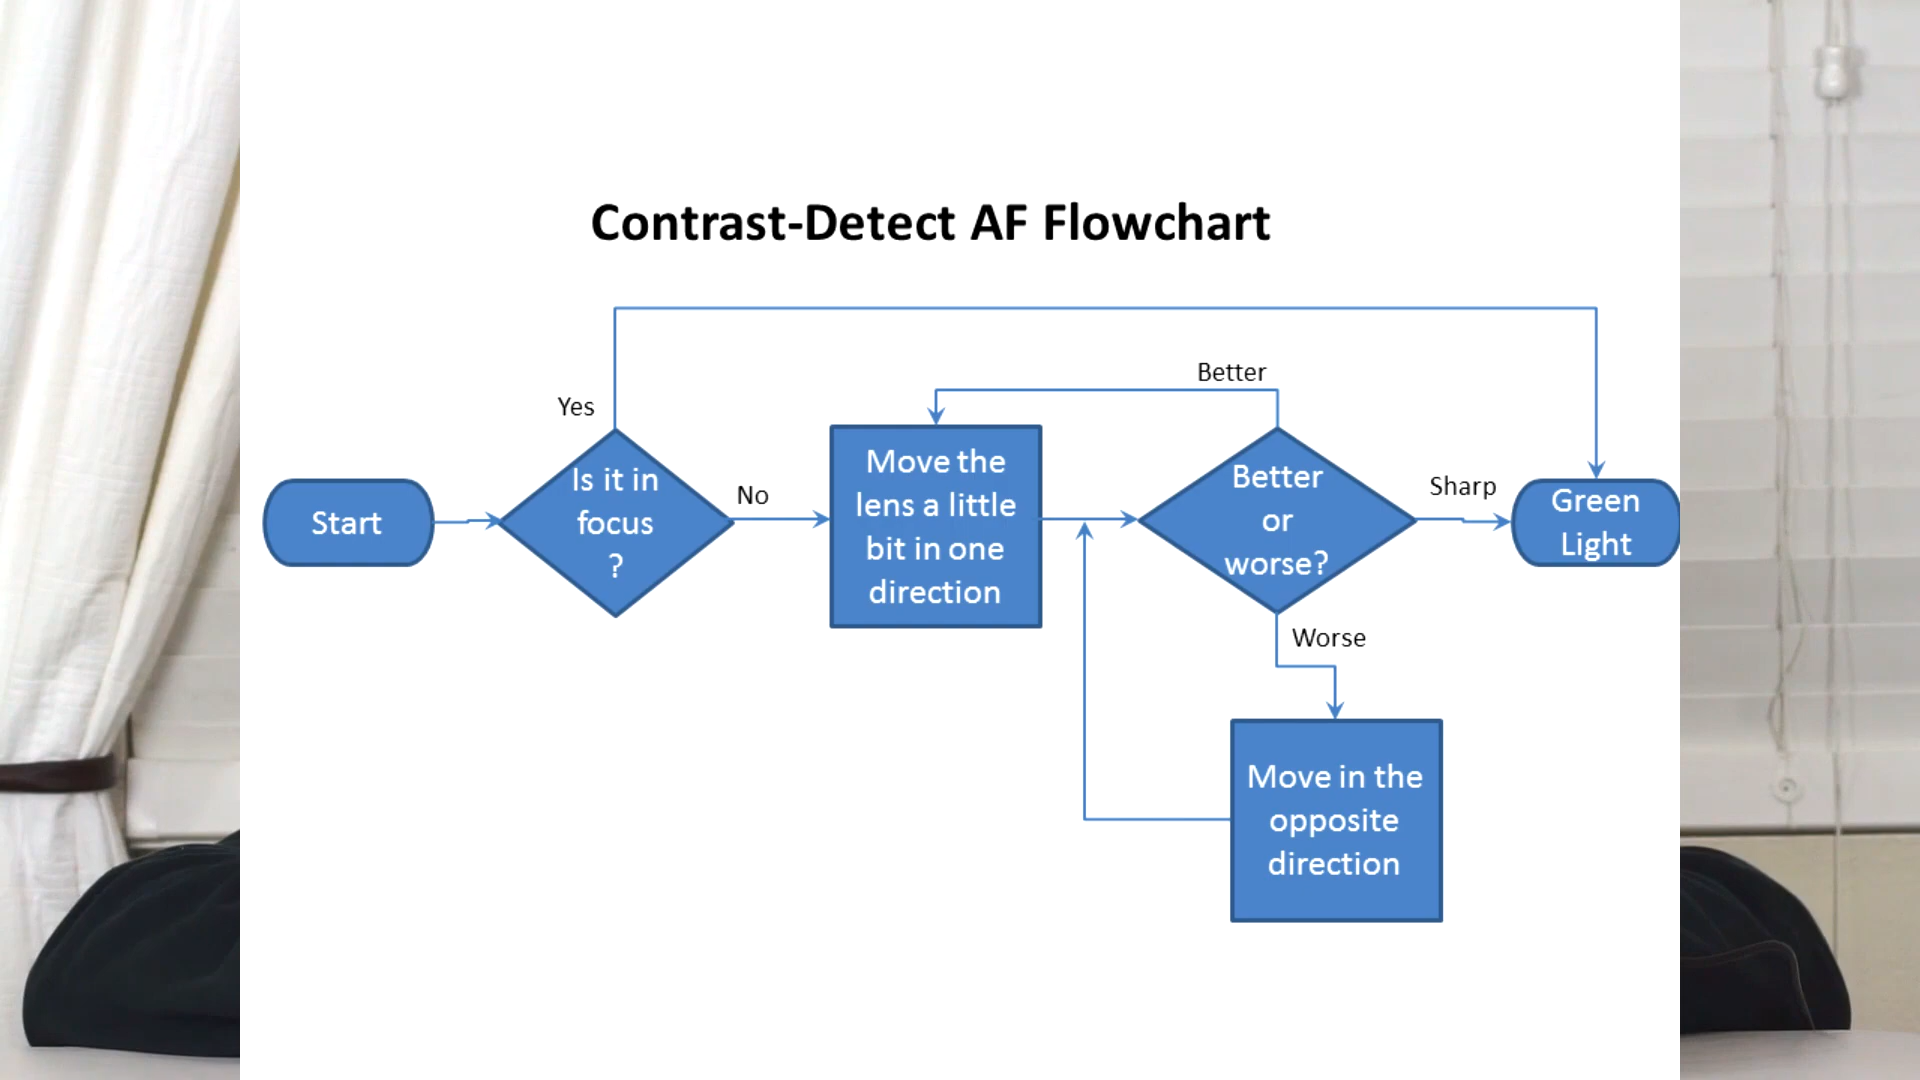 Contrast-Detect AF Flowchart
Better
Yes
Start
Is it in
focus
?
No
Move the
lens a little
bit in one
direction
Better
or
worse?
Sharp
Green
Light
Worse
Move in the
opposite
direction